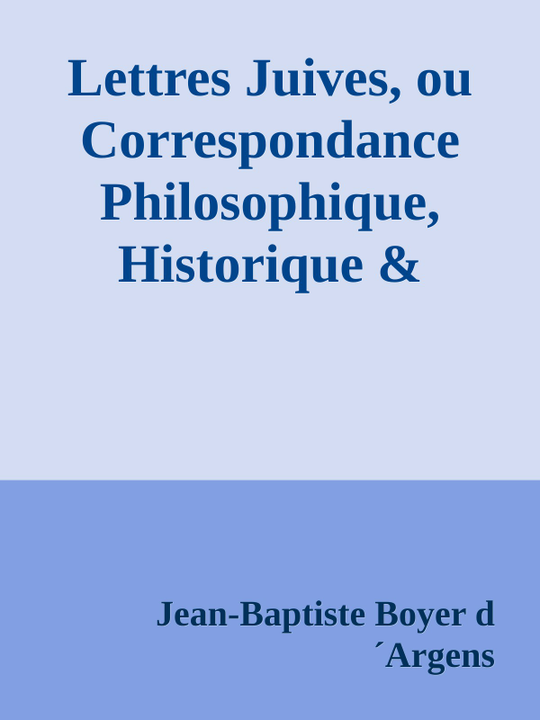 Lettres Juives, ou
Correspondance
Philosophique,
Historique &
Jean-Baptiste Boyer d
´Argens